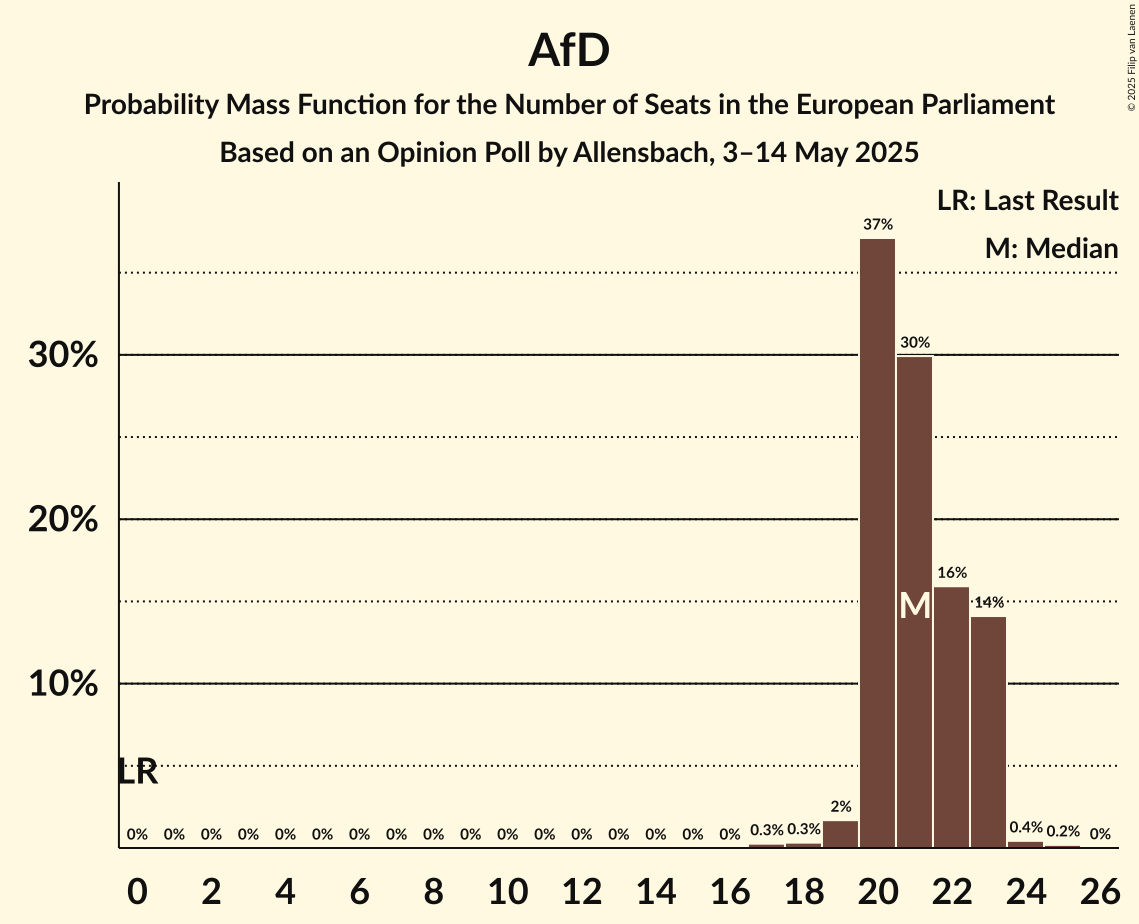 AfD
Probability Mass Function for the Number of Seats in the European Parliament
Based on an Opinion Poll by Allensbach, 3–14 May 2025
© 2025 Filip van Laenen
LR: Last Result
M: Median
37%
30%
30%
20%
16%
14%
M
10%
LR
2%
0% 0% 0% 0% 0% 0% 0% 0% 0% 0% 0% 0% 0% 0% 0% 0% 0% 0.3% 0.3% 0.4% 0.2% 0%
0 2 4 6 8 10 12 14 16 18 20 22 24 26